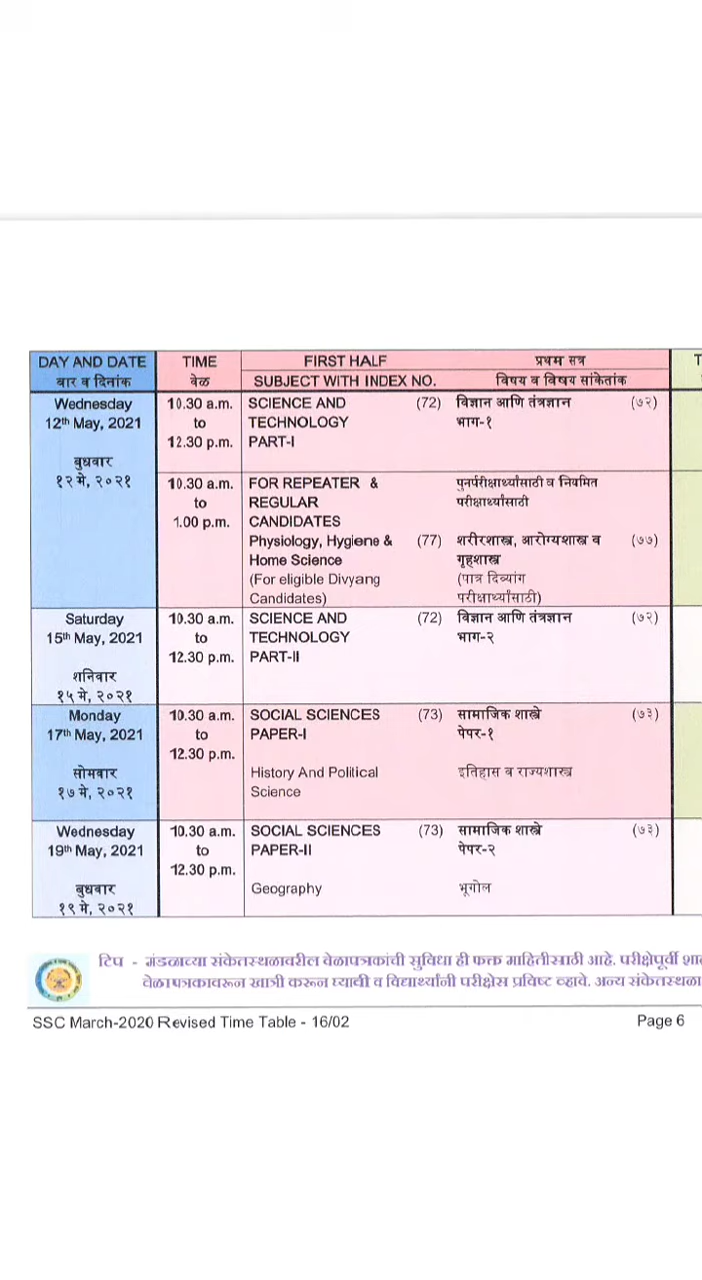 DAY AND DATE
वार व दिनांक
TIME
वेळ
FIRST HALF
प्रथम सत्र
T
SUBJECT WITH INDEX NO.
विषय व विषय सांकेतांक
Wednesday
12th May, 2021
बुधवार
१२ मे, २०२१
10.30 a.m.
to
12.30 p.m.
SCIENCE AND (72)
TECHNOLOGY
PART-I
विज्ञान आणि तंत्रज्ञान (७२)
भाग-१
10.30 a.m.
to
1.00 p.m.
FOR REPEATER &
REGULAR
CANDIDATES
Physiology, Hygiene & (77)
Home Science
(For eligible Divyang
Candidates)
पुनर्परीक्षार्थ्यांसाठी व नियमित
परीक्षार्थ्यांसाठी
शरीरशास्त्र, आरोग्यशास्त्र व (७७)
गृहशास्त्र
(पात्र दिव्यांग
परीक्षार्थ्यांसाठी)
Saturday
15th May, 2021
शनिवार
१५ मे, २०२१
10.30 a.m.
to
12.30 p.m.
SCIENCE AND (72)
TECHNOLOGY
PART-II
विज्ञान आणि तंत्रज्ञान (७२)
भाग-२
Monday
17th May, 2021
सोमवार
१७ मे, २०२१
10.30 a.m.
to
12.30 p.m.
SOCIAL SCIENCES (73)
PAPER-I
History And Political
Science
सामाजिक शास्त्रे (७३)
पेपर-१
इतिहास व राज्यशास्त्र
Wednesday
19th May, 2021
बुधवार
१९ मे, २०२१
10.30 a.m.
to
12.30 p.m.
SOCIAL SCIENCES (73)
PAPER-II
Geography
सामाजिक शास्त्रे (७३)
पेपर-२
भूगोल
टिप - मंडळाच्या संकेतस्थळावरील वेळापत्रकांची सुविधा ही फक्त माहितीसाठी आहे. परीक्षेपूर्वी शाळ
वेळापत्रकावरून खात्री करून घ्यावी व विद्यार्थ्यांनी परीक्षेस प्रविष्ट व्हावे. अन्य संकेतस्थळा
SSC March-2020 Revised Time Table - 16/02
Page 6